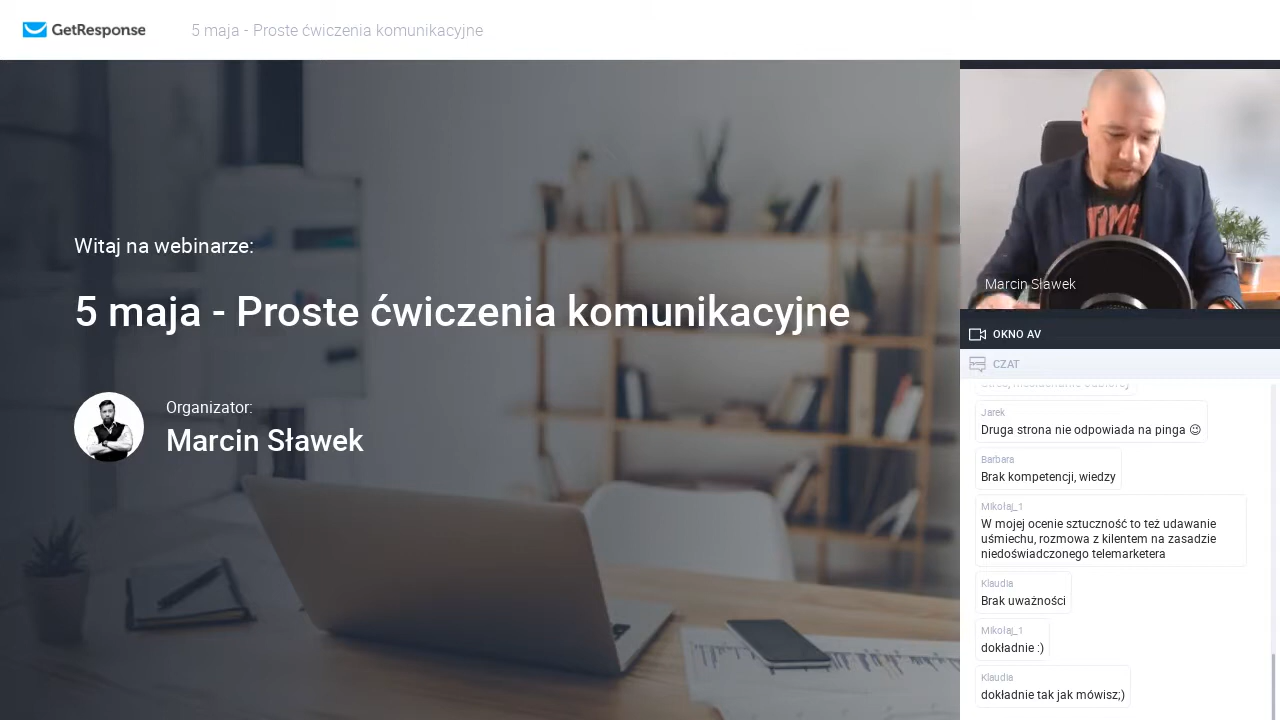 GetResponse
5 maja - Proste ćwiczenia komunikacyjne
Witaj na webinarze:
5 maja - Proste ćwiczenia komunikacyjne
Organizator:
Marcin Sławek
Marcin Sławek
OKNO AV
CZAT
Jarek
Druga strona nie odpowiada na pinga 😉
Barbara
Brak kompetencji, wiedzy
Mikołaj_1
W mojej ocenie sztuczność to też udawanie
uśmiechu, rozmowa z kilentem na zasadzie
niedoświadczonego telemarketera
Klaudia
Brak uważności
Mikołaj_1
dokładnie :)
Klaudia
dokładnie tak jak mówisz;)